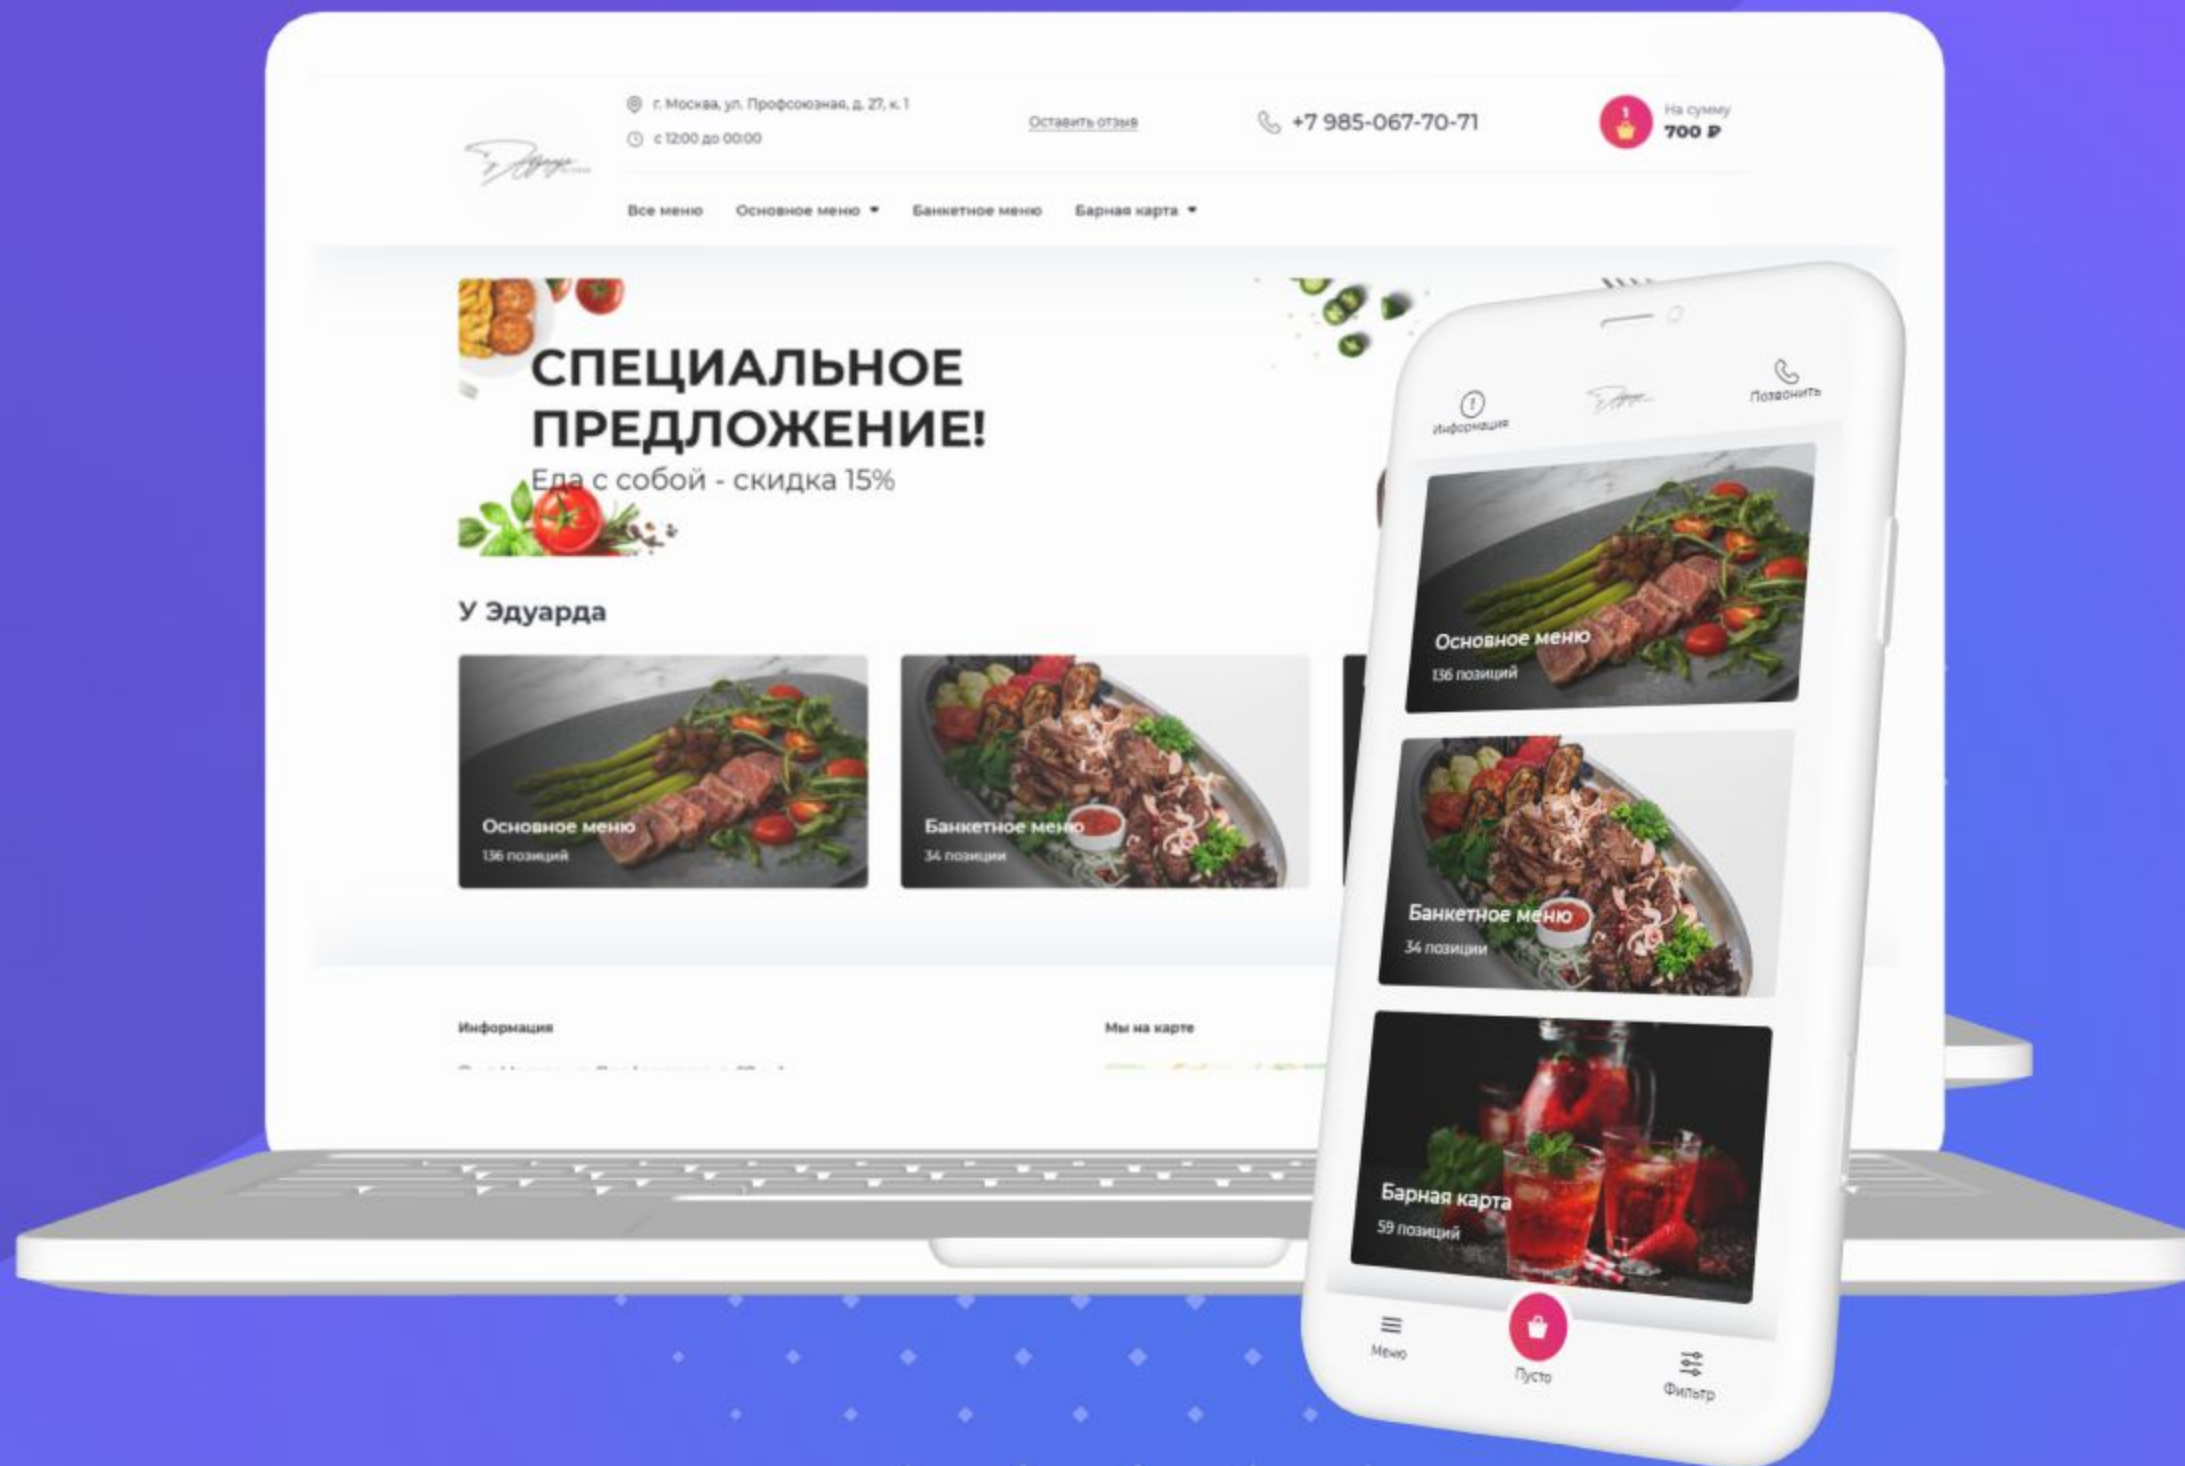 г. Москва, ул. Профсоюзная, д. 27, к. 1
с 12:00 до 00:00
Оставить отзыв
+7 985-067-70-71
1
На сумму
700 ₽
Все меню
Основное меню
Банкетное меню
Барная карта
СПЕЦИАЛЬНОЕ
ПРЕДЛОЖЕНИЕ!
Еда с собой - скидка 15%
У Эдуарда
Основное меню
136 позиций
Банкетное меню
34 позиции
Информация
Мы на карте
Информация
Позвонить
Основное меню
136 позиций
Банкетное меню
34 позиции
Барная карта
59 позиций
Меню
Пусто
Фильтр